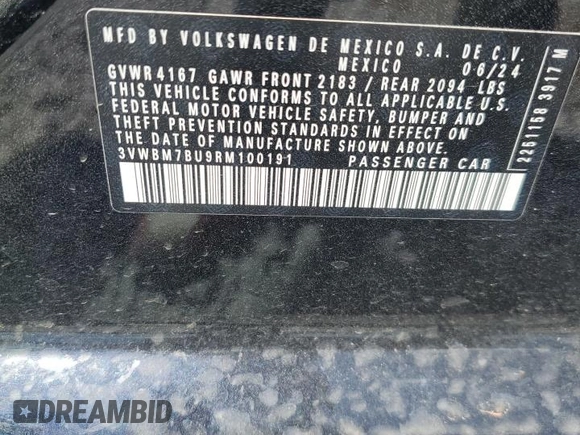 MFD BY VOLKSWAGEN DE MEXICO S.A. DE C.V.
MEXICO 06/24
GVWR 4167 GAWR FRONT 2183 / REAR 2094 LBS
THIS VEHICLE CONFORMS TO ALL APPLICABLE U.S.
FEDERAL MOTOR VEHICLE SAFETY, BUMPER AND
THEFT PREVENTION STANDARDS IN EFFECT ON
THE DATE OF MANUFACTURE SHOWN ABOVE.
3VWBM7BU9RM100191 PASSENGER CAR
2261168 3917 M
DREAMBID